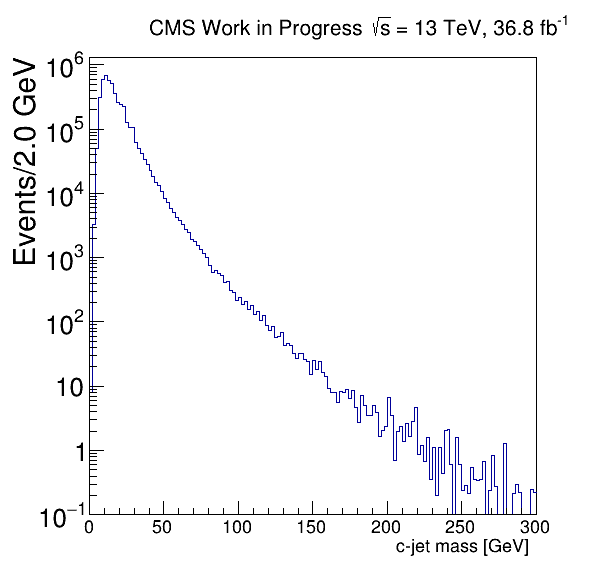 CMS Work in Progress √s = 13 TeV, 36.8 fb⁻¹
Events/2.0 GeV
10⁶
10⁵
10⁴
10³
10²
10
1
10⁻¹
0 50 100 150 200 250 300
c-jet mass [GeV]